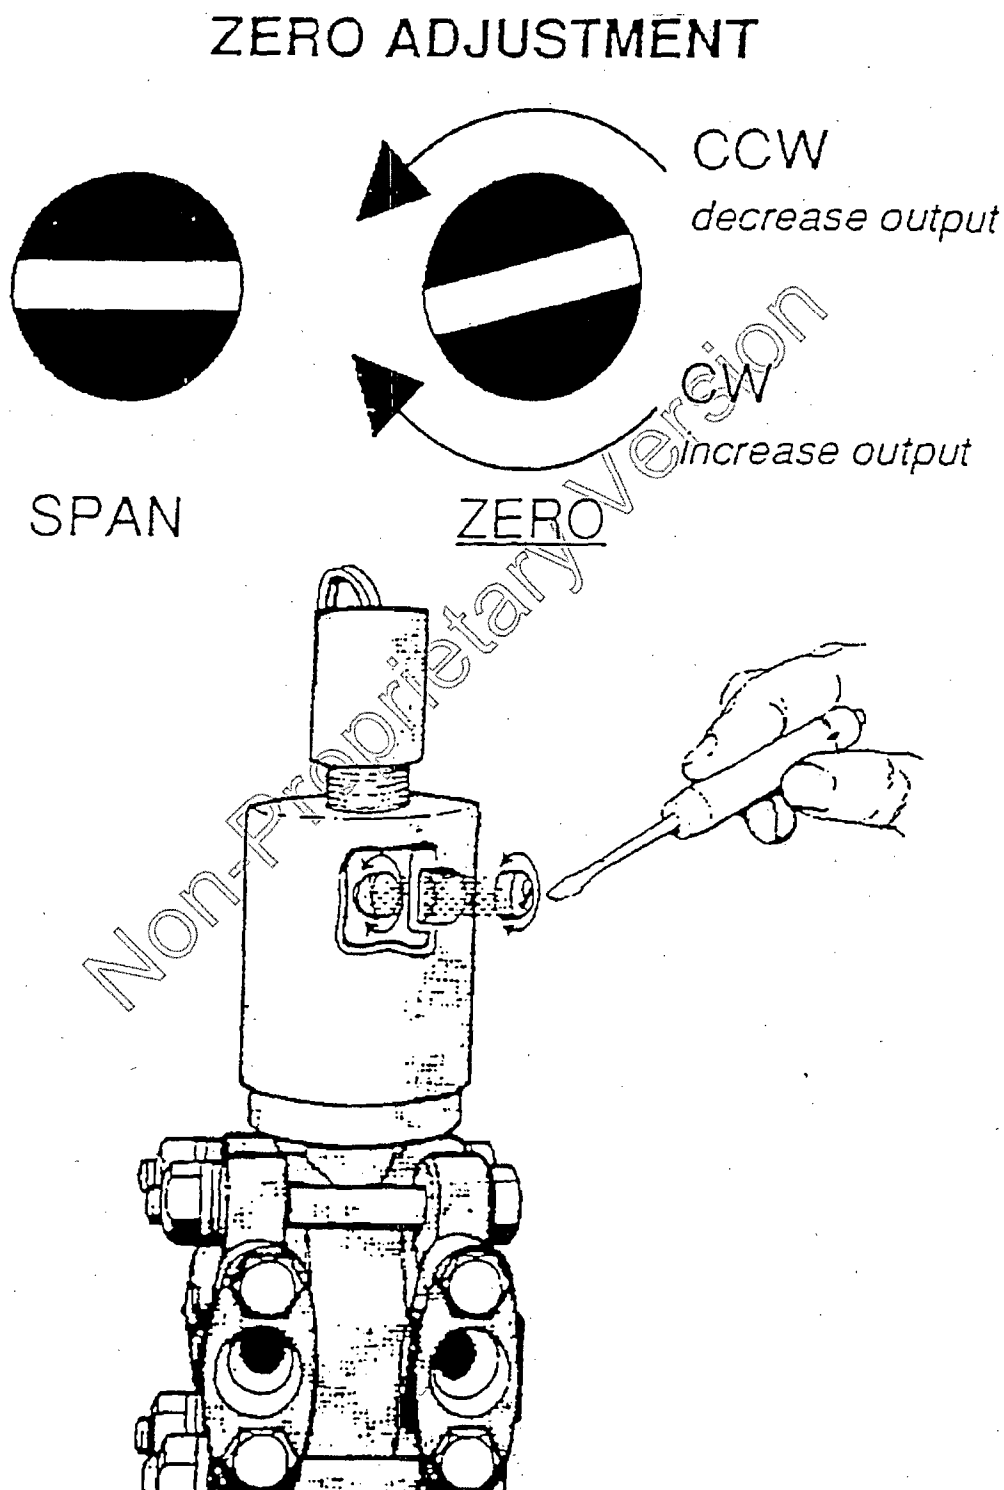 ZERO ADJUSTMENT
CCW
decrease output
CW
increase output
SPAN
ZERO
Non-Proprietary Version